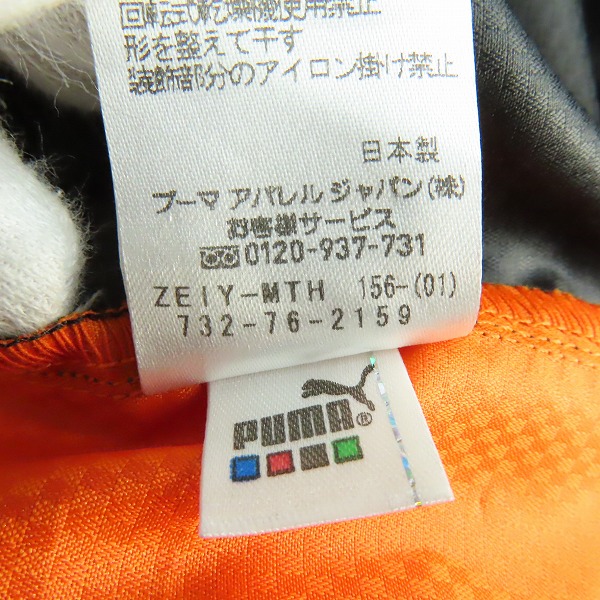 回転式乾燥機使用禁止
形を整えて干す
装飾部分のアイロン掛け禁止
日本製
プーマ アパレル ジャパン(株)
お客様サービス
0120-937-731
ZEIY-MTH 156-(01)
732-76-2159
PUMA®